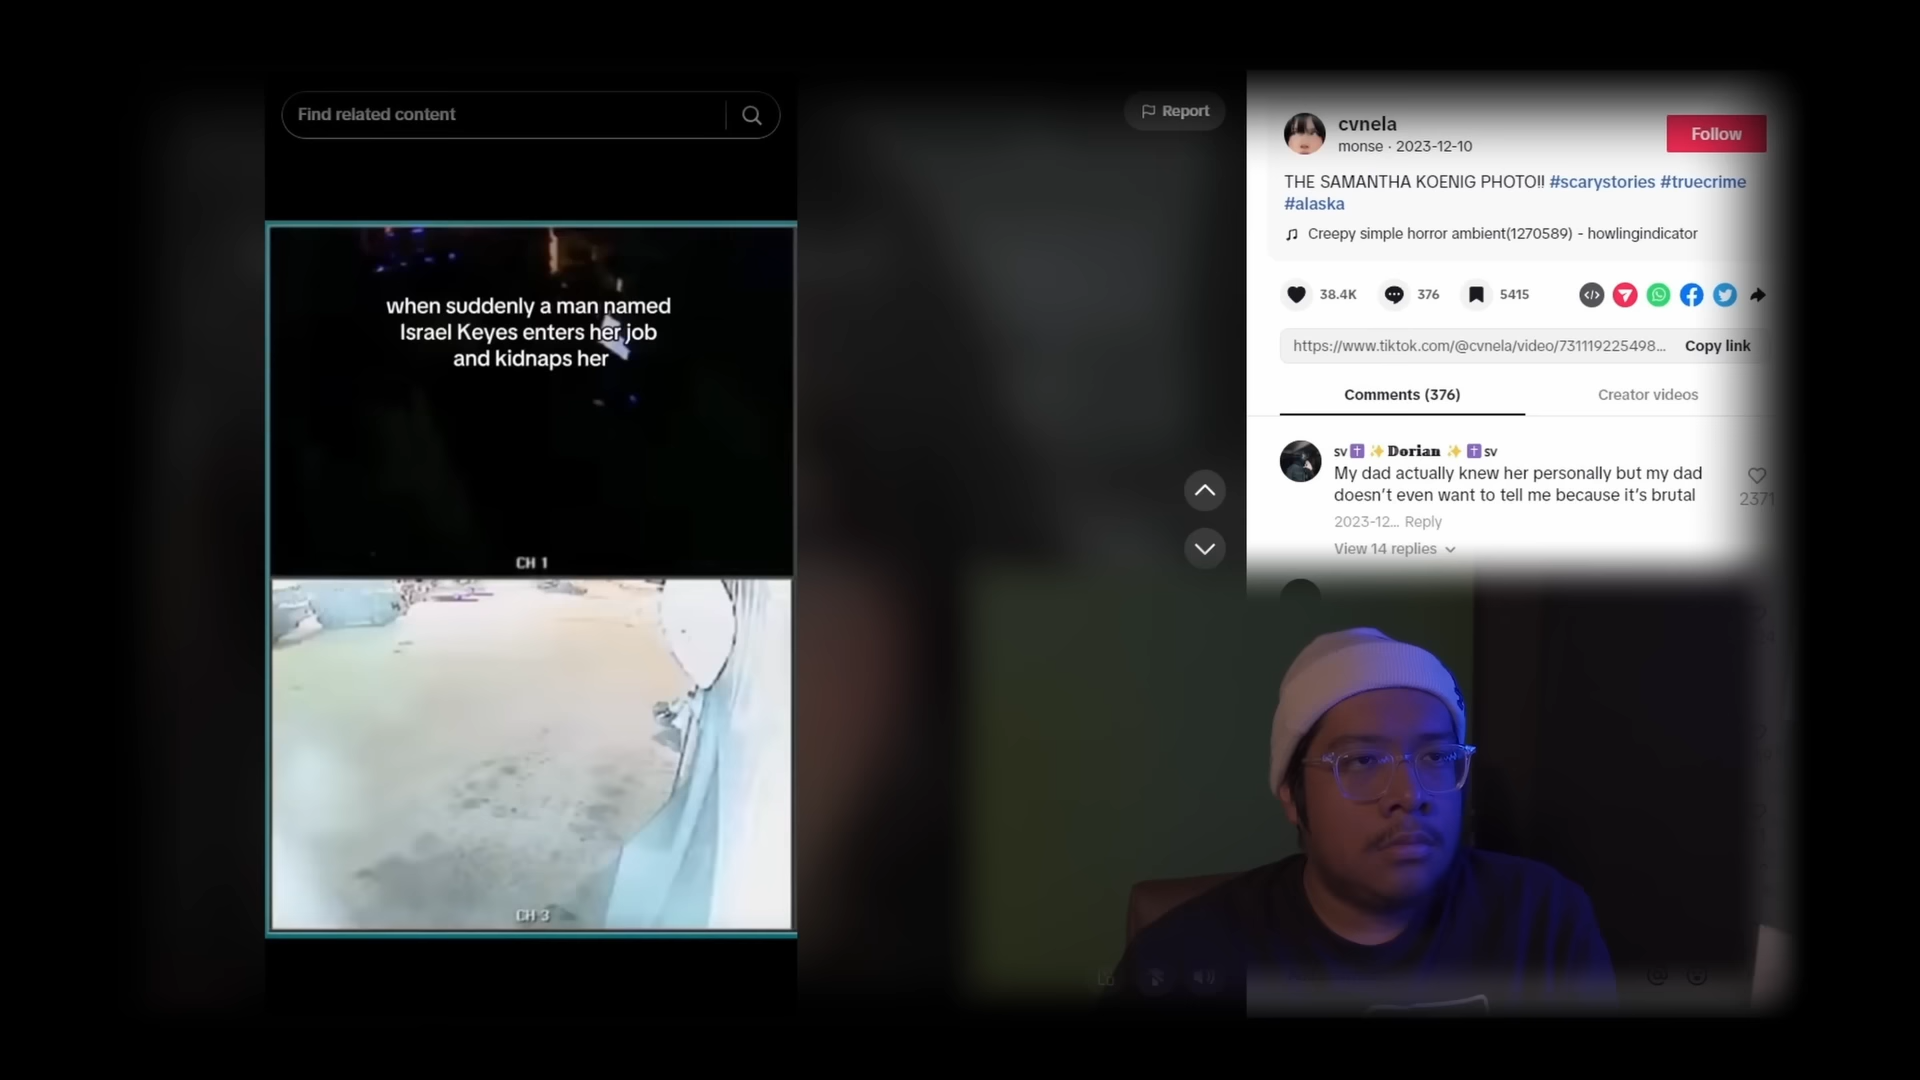 Find related content
Report
when suddenly a man named
Israel Keyes enters her job
and kidnaps her
CH 1
CH 3
cvnela
monse · 2023-12-10
Follow
THE SAMANTHA KOENIG PHOTO!! #scarystories #truecrime
#alaska
Creepy simple horror ambient(1270589) - howlingindicator
38.4K
376
5415
https://www.tiktok.com/@cvnela/video/731119225498...
Copy link
Comments (376)
Creator videos
sv✝️ ✨ 𝕯𝖔𝖗𝖎𝖆𝖓 ✨ ✝️sv
My dad actually knew her personally but my dad
doesn't even want to tell me because it's brutal
2371
2023-12... Reply
View 14 replies